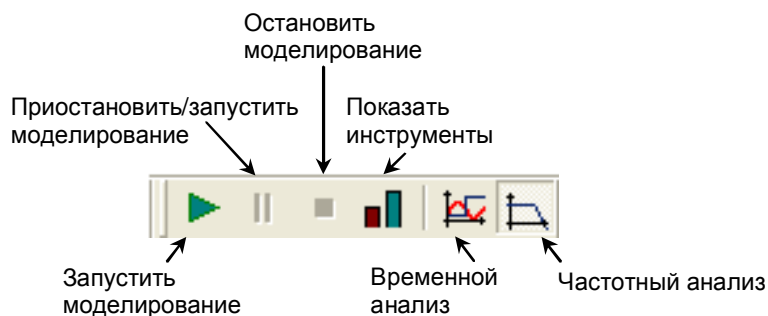 Остановить
моделирование
Приостановить/запустить
моделирование
Показать
инструменты
Запустить
моделирование
Временной
анализ
Частотный анализ